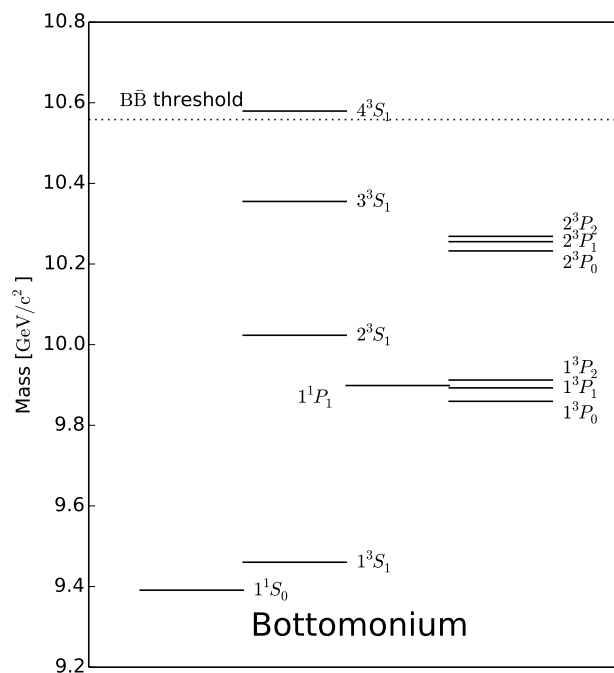 10.8
BB̄ threshold
10.6
4³S₁
10.4
3³S₁
2³P₂
2³P₁
2³P₀
10.2
Mass [GeV/c²]
10.0
2³S₁
1³P₂
1¹P₁
1³P₁
1³P₀
9.8
9.6
1³S₁
9.4
1¹S₀
Bottomonium
9.2